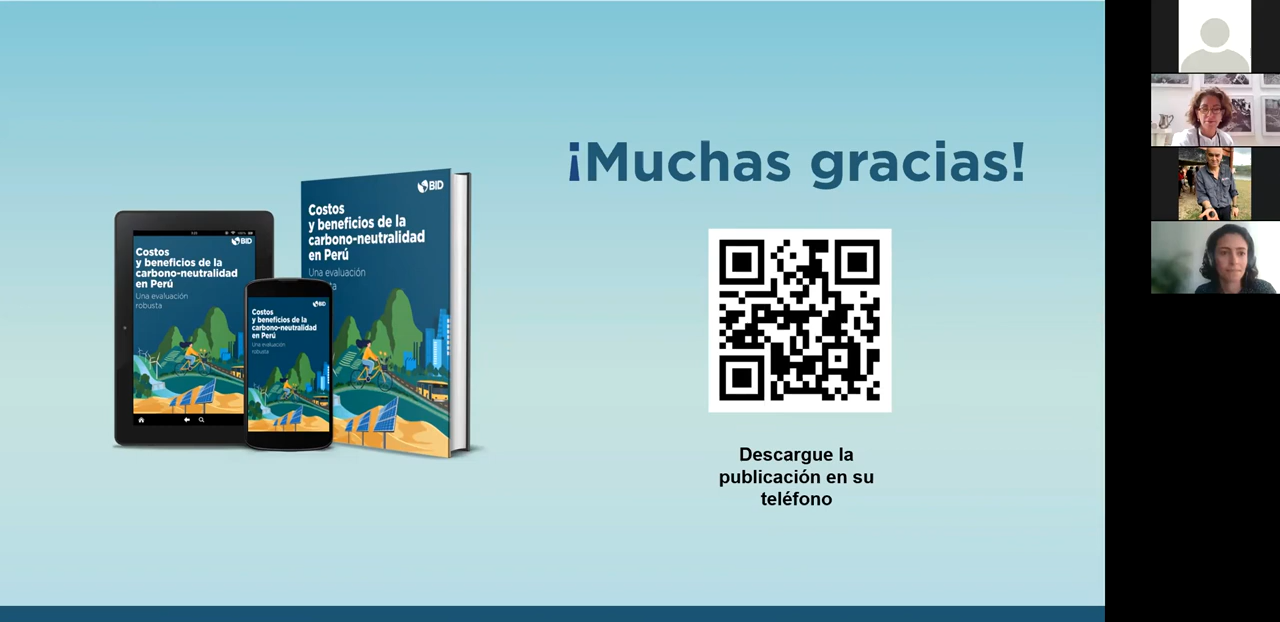 ¡Muchas gracias!
BID
Costos
y beneficios de la
carbono-neutralidad
en Perú
Una evaluación
BID
Costos
y beneficios de la
carbono-neutralidad
en Perú
Una evaluación
robusta
BID
Costos
y beneficios de la
carbono-neutralidad
en Perú
Una evaluación
robusta
Descargue la
publicación en su
teléfono